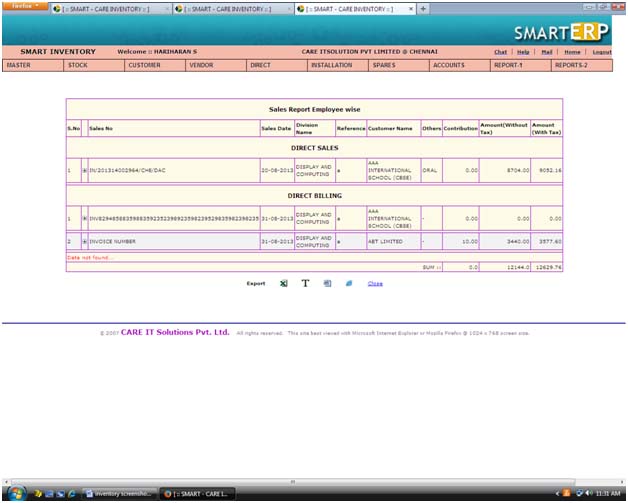 Firefox
[ :: SMART - CARE INVENTORY :: ]
[ :: SMART - CARE INVENTORY :: ]
[ :: SMART - CARE INVENTORY :: ]
SMARTERP
SMART INVENTORY Welcome :: HARIHARAN S CARE ITSOLUTION PVT LIMITED @ CHENNAI Chat | Help | Mail | Home | Logout
MASTER STOCK CUSTOMER VENDOR DIRECT INSTALLATION SPARES ACCOUNTS REPORT-1 REPORTS-2
Sales Report Employee wise
S.No Sales No Sales Date Division Name Reference Customer Name Others Contribution Amount(Without Tax) Amount (With Tax)
DIRECT SALES
1 IN/201314002964/CHE/DAC 20-08-2013 DISPLAY AND COMPUTING e AAA INTERNATIONAL SCHOOL (CBSE) ORAL 0.00 8704.00 9052.16
DIRECT BILLING
1 31-08-2013 DISPLAY AND COMPUTING e AAA INTERNATIONAL SCHOOL (CBSE) - 0.00 0.00 0.00
2 INVOICE NUMBER 31-08-2013 DISPLAY AND COMPUTING e ABT LIMITED - 10.00 3440.00 3577.60
Data not found...
SUM :: 0.0 12144.0 12629.76
Export Close
© 2007 CARE IT Solutions Pvt. Ltd. All rights reserved. This site best viewed with Microsoft Internet Explorer or Mozilla Firefox @ 1024 x 768 screen size.
inventory screensho...
[ :: SMART - CARE I...
11:31 AM